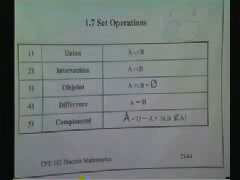 1.7 Set Operations
1) Union A∪B
2) Intersection A∩B
3) Disjoint A∩B=∅
4) Difference A−B
5) Complement
CPE 102 Discrete Mathematics